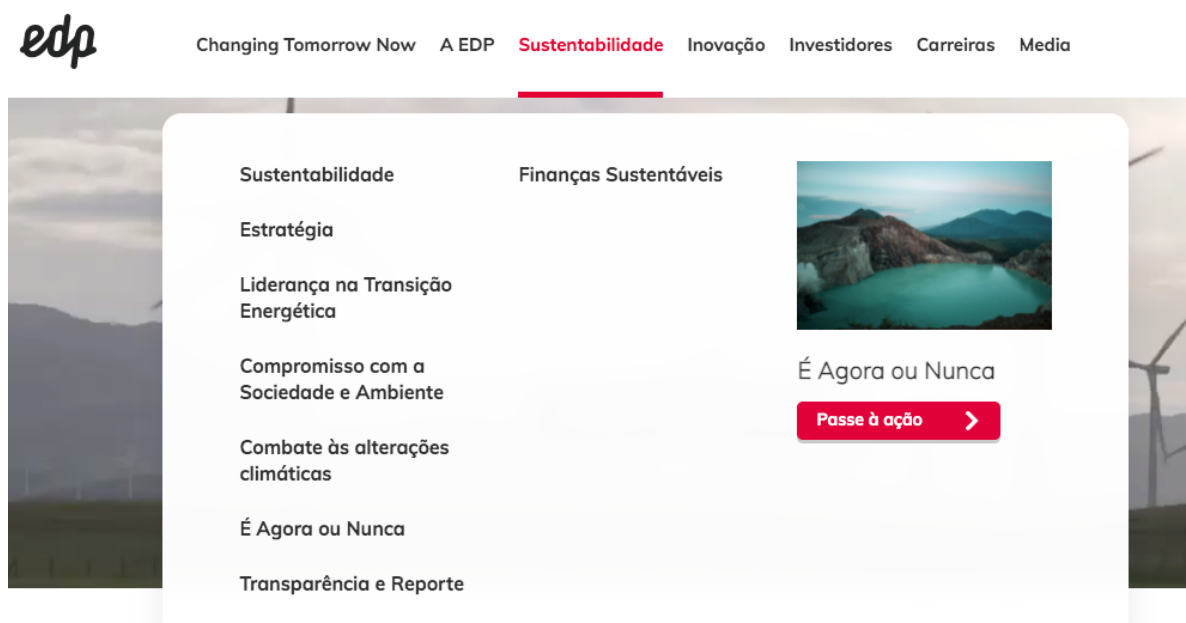 edp
Changing Tomorrow Now A EDP Sustentabilidade Inovação Investidores Carreiras Media
Sustentabilidade
Estratégia
Liderança na Transição
Energética
Compromisso com a
Sociedade e Ambiente
Combate às alterações
climáticas
É Agora ou Nunca
Transparência e Reporte
Finanças Sustentáveis
É Agora ou Nunca
Passe à ação